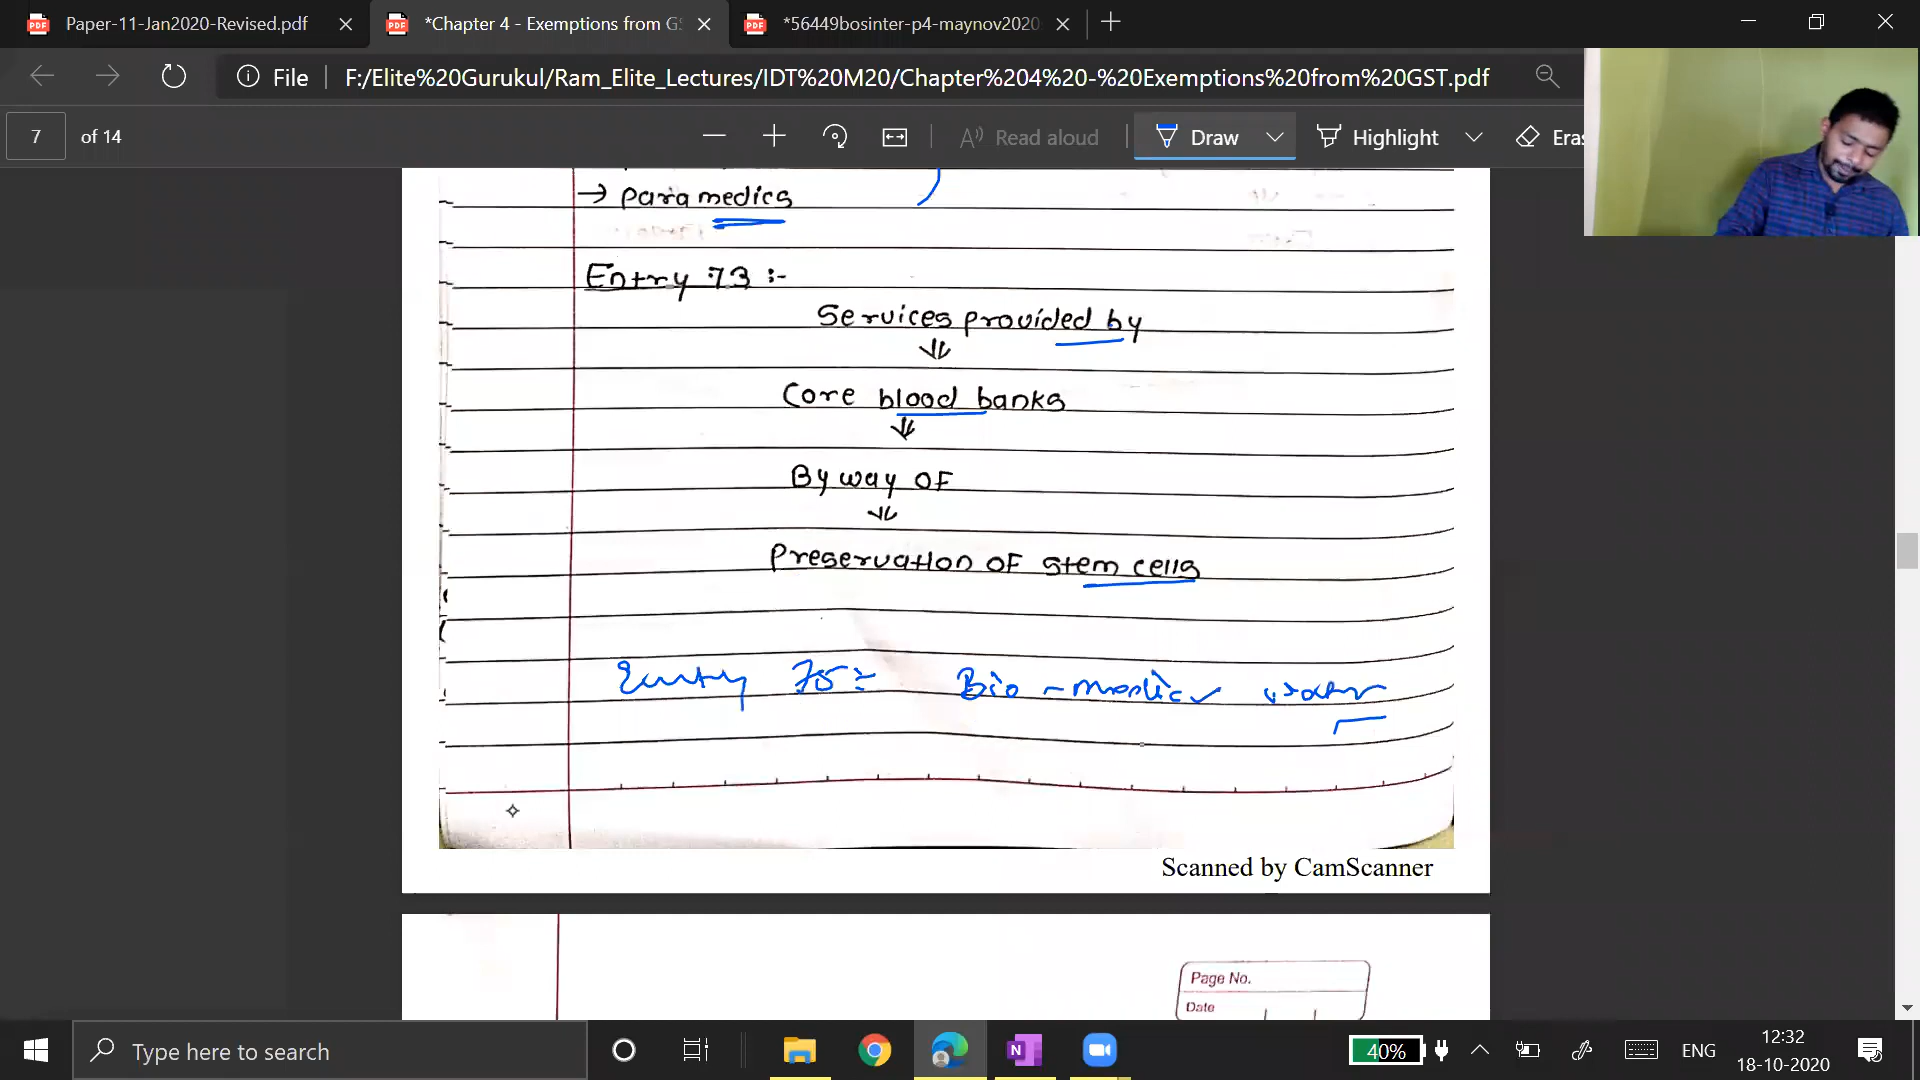 Paper-11-Jan2020-Revised.pdf
*Chapter 4 - Exemptions from G
*56449bosinter-p4-maynov2020
File
F:/Elite%20Gurukul/Ram_Elite_Lectures/IDT%20M20/Chapter%204%20-%20Exemptions%20from%20GST.pdf
7 of 14
Read aloud
Draw
Highlight
Eras
→ Paramedics
Entry 73 :-
Services provided by
Core blood banks
By way OF
Preservation OF stem cells
Entry 75:- Bio-medical
Scanned by CamScanner
Page No.
Date
Type here to search
40%
ENG
12:32
18-10-2020